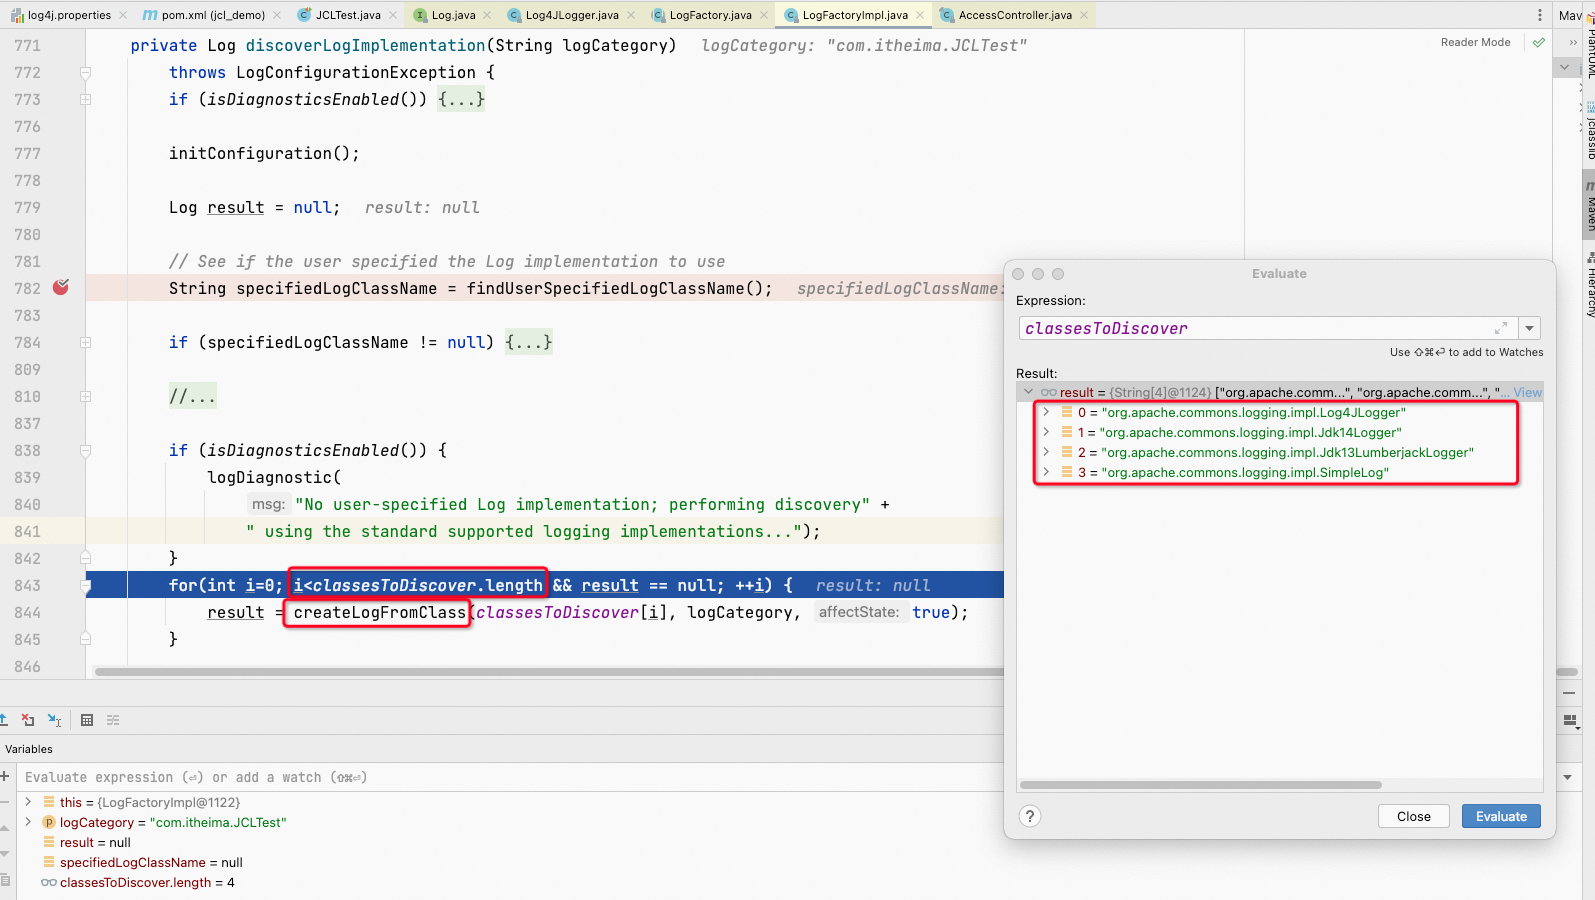 log4j.properties
pom.xml (jcl_demo)
JCLTest.java
Log.java
Log4JLogger.java
LogFactory.java
LogFactoryImpl.java
AccessController.java
Mav
771 private Log discoverLogImplementation(String logCategory) logCategory: "com.itheima.JCLTest"
Reader Mode
772 throws LogConfigurationException {
773 if (isDiagnosticsEnabled()) {...}
776
777 initConfiguration();
778
779 Log result = null; result: null
780
781 // See if the user specified the Log implementation to use
782 String specifiedLogClassName = findUserSpecifiedLogClassName(); specifiedLogClassName:
783
784 if (specifiedLogClassName != null) {...}
809
810 //...
837
838 if (isDiagnosticsEnabled()) {
839 logDiagnostic(
840 msg: "No user-specified Log implementation; performing discovery" +
841 " using the standard supported logging implementations...");
842 }
843 for(int i=0; i<classesToDiscover.length && result == null; ++i) { result: null
844 result = createLogFromClass(classesToDiscover[i], logCategory, affectState: true);
845 }
846
PlantUML
jclasslib
Maven
Hierarchy
Evaluate
Expression:
classesToDiscover
Use ⇧⌘⏎ to add to Watches
Result:
result = {String[4]@1124} ["org.apache.comm...", "org.apache.comm...", "... View
0 = "org.apache.commons.logging.impl.Log4JLogger"
1 = "org.apache.commons.logging.impl.Jdk14Logger"
2 = "org.apache.commons.logging.impl.Jdk13LumberjackLogger"
3 = "org.apache.commons.logging.impl.SimpleLog"
?
Close
Evaluate
Variables
Evaluate expression (⏎) or add a watch (⇧⌘⏎)
this = {LogFactoryImpl@1122}
p logCategory = "com.itheima.JCLTest"
result = null
specifiedLogClassName = null
classesToDiscover.length = 4